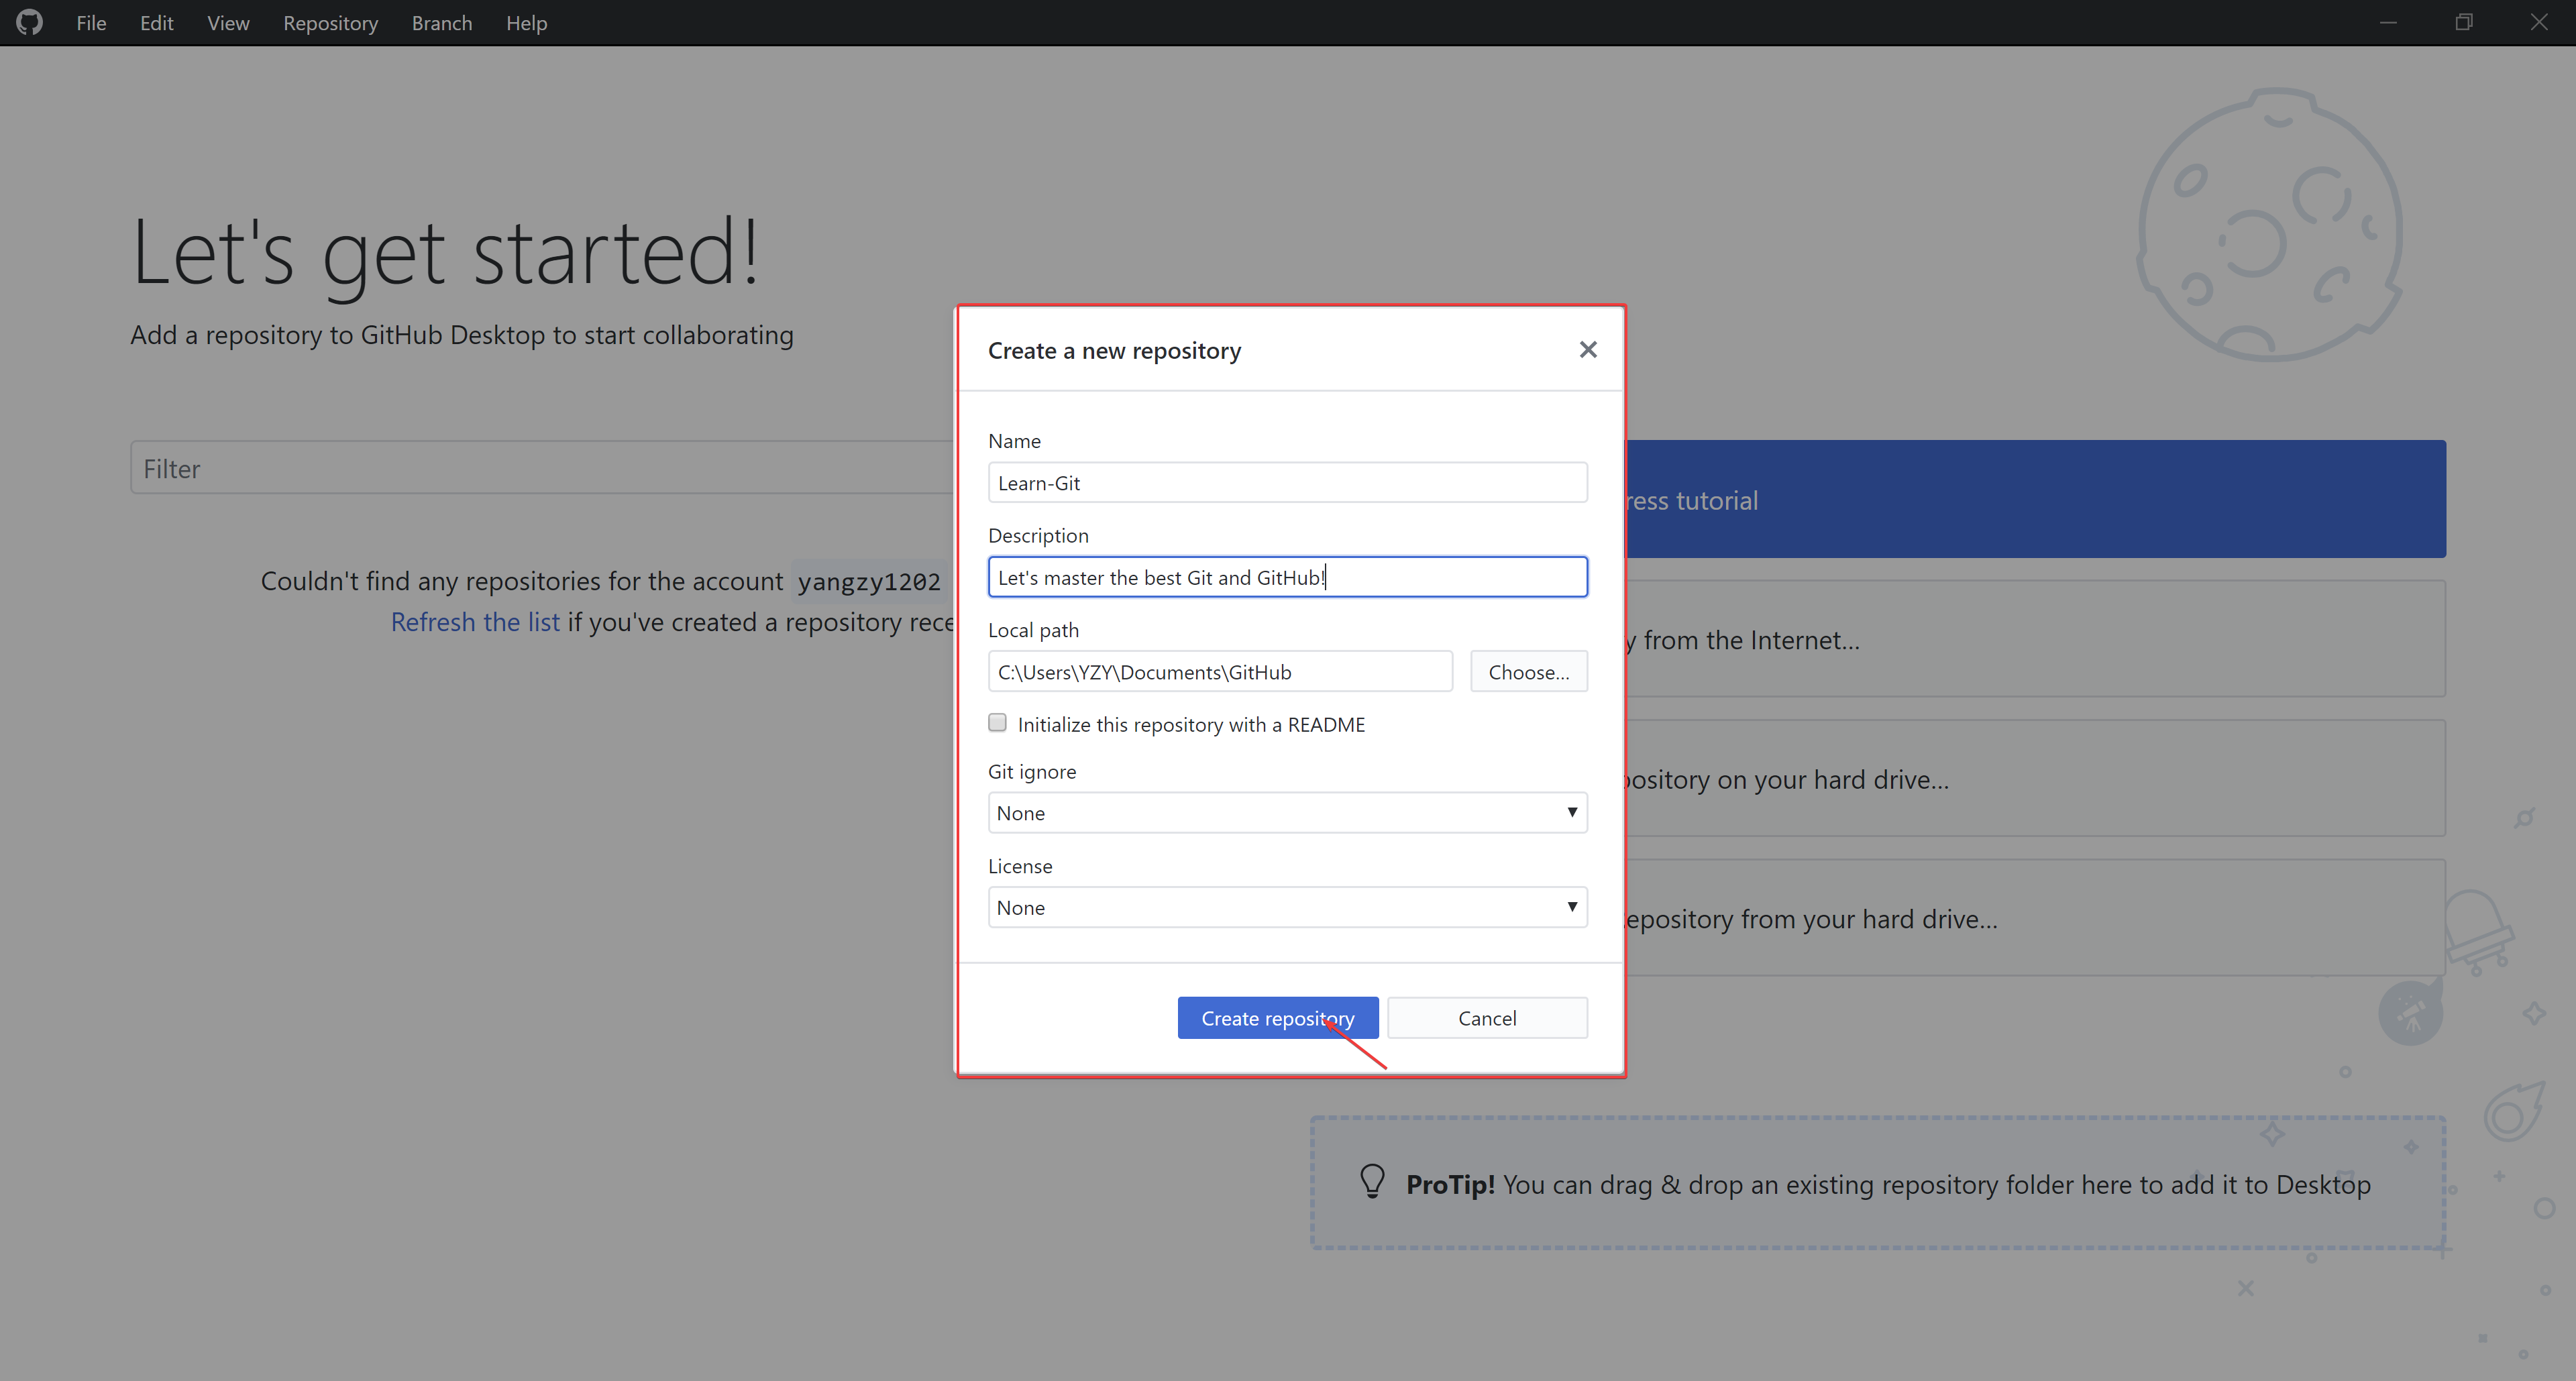 File Edit View Repository Branch Help
Let's get started!
Add a repository to GitHub Desktop to start collaborating
Filter
Couldn't find any repositories for the account yangzy1202
Refresh the list if you've created a repository
Create a new repository
Name
Learn-Git
Description
Let's master the best Git and GitHub!
Local path
C:\Users\YZY\Documents\GitHub
Choose...
Initialize this repository with a README
Git ignore
None
License
None
Create repository
Cancel
tutorial
from the Internet...
on your hard drive...
from your hard drive...
ProTip! You can drag & drop an existing repository folder here to add it to Desktop